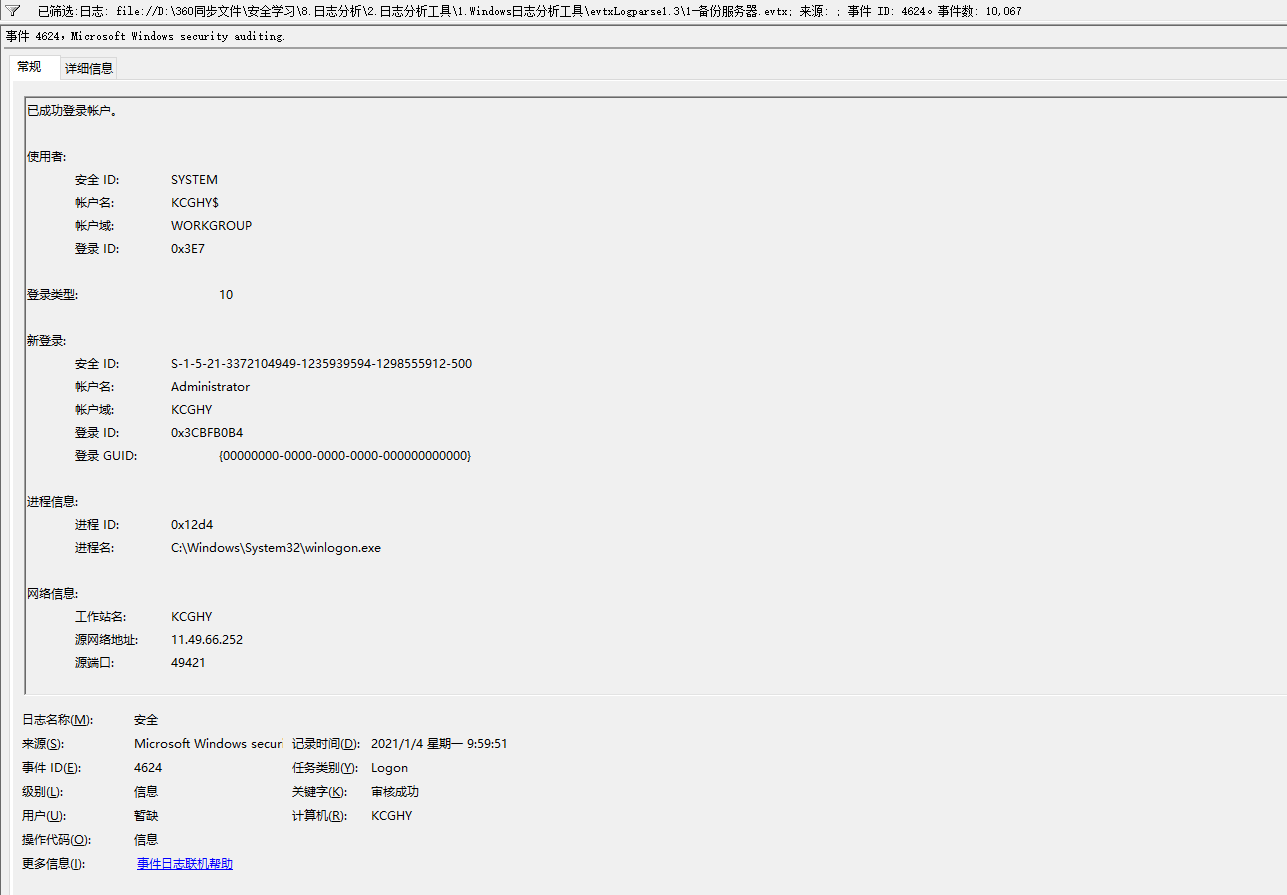 已筛选:日志: file://D:\360同步文件\安全学习\8.日志分析\2.日志分析工具\1.Windows日志分析工具\evtxLogparse1.3\1-备份服务器.evtx; 来源: ; 事件 ID: 4624。事件数: 10,067
事件 4624，Microsoft Windows security auditing.
常规 详细信息
已成功登录帐户。
使用者:
安全 ID: SYSTEM
帐户名: KCGHY$
帐户域: WORKGROUP
登录 ID: 0x3E7
登录类型: 10
新登录:
安全 ID: S-1-5-21-3372104949-1235939594-1298555912-500
帐户名: Administrator
帐户域: KCGHY
登录 ID: 0x3CBFB0B4
登录 GUID: {00000000-0000-0000-0000-000000000000}
进程信息:
进程 ID: 0x12d4
进程名: C:\Windows\System32\winlogon.exe
网络信息:
工作站名: KCGHY
源网络地址: 11.49.66.252
源端口: 49421
日志名称(M): 安全
来源(S): Microsoft Windows securi 记录时间(D): 2021/1/4 星期一 9:59:51
事件 ID(E): 4624 任务类别(Y): Logon
级别(L): 信息 关键字(K): 审核成功
用户(U): 暂缺 计算机(R): KCGHY
操作代码(O): 信息
更多信息(I): 事件日志联机帮助